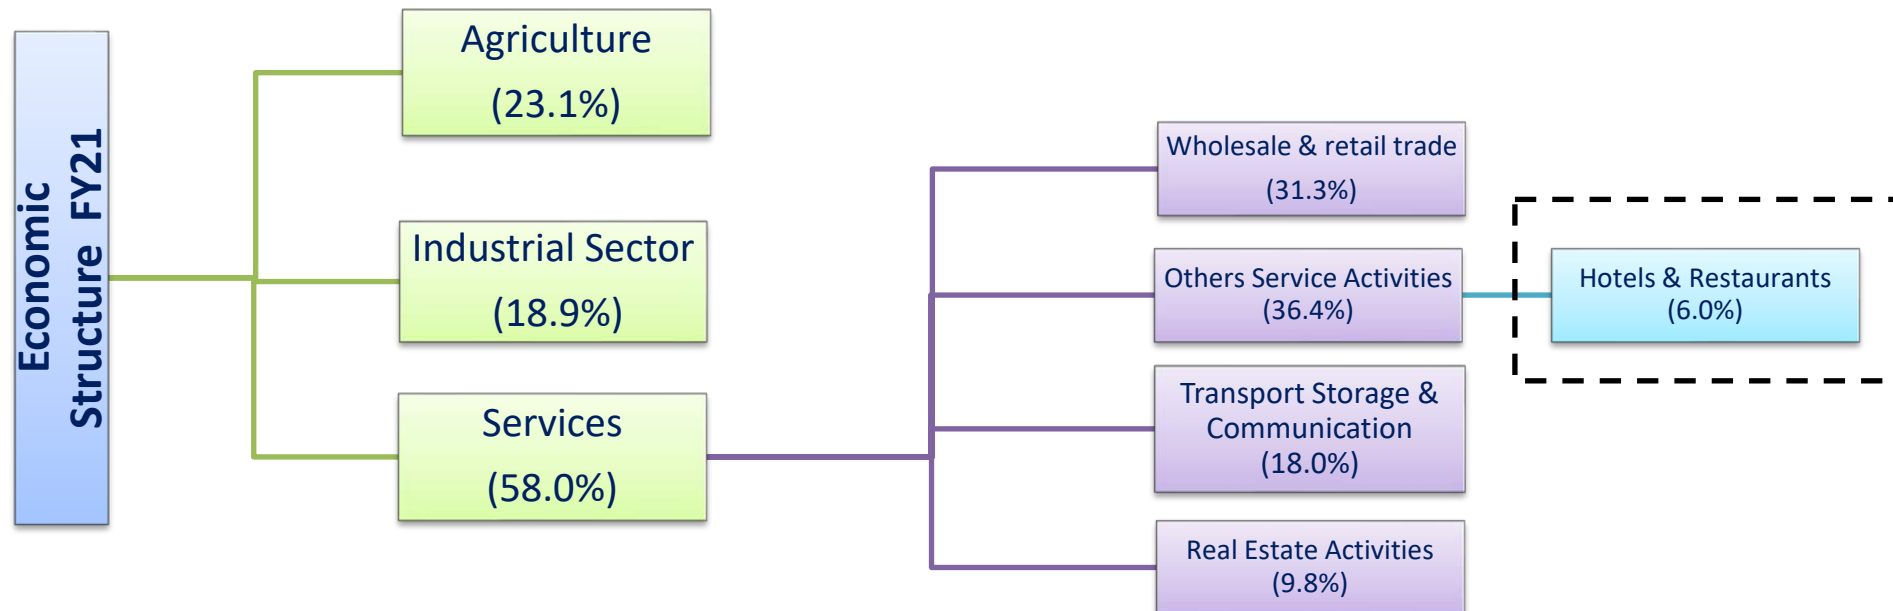 Economic
Structure FY21
Agriculture
(23.1%)
Industrial Sector
(18.9%)
Services
(58.0%)
Wholesale & retail trade
(31.3%)
Others Service Activities
(36.4%)
Transport Storage &
Communication
(18.0%)
Real Estate Activities
(9.8%)
Hotels & Restaurants
(6.0%)